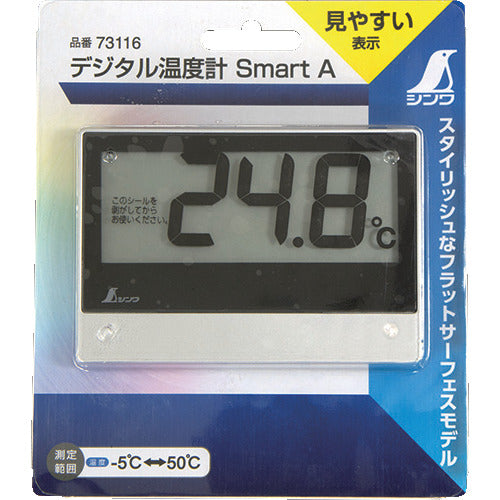 品番 73116
デジタル温度計 Smart A
見やすい
表示
シンワ
スタイリッシュなフラットサーフェスモデル
このシールを
剥がしてから
お使いください。
24.8℃
シンワ
測定
範囲
温度 -5℃↔50℃